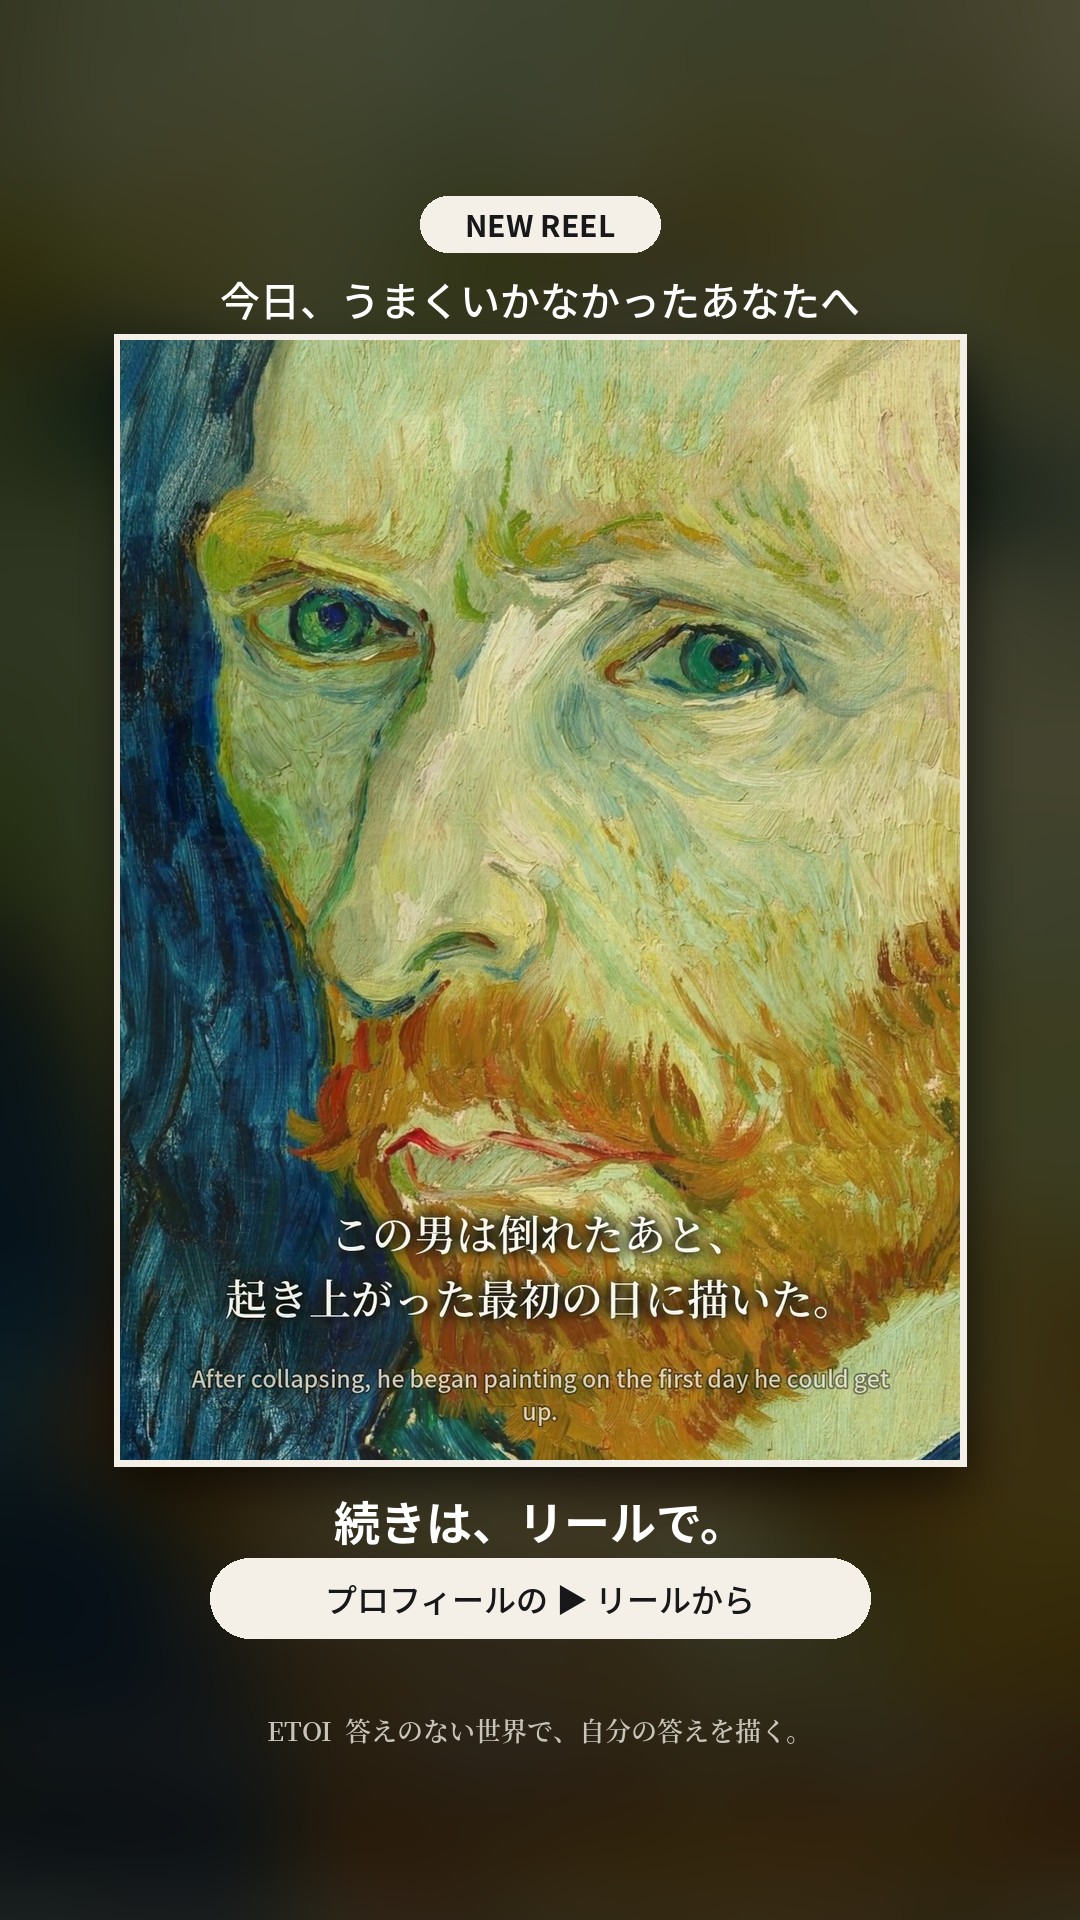 NEW REEL
今日、うまくいかなかったあなたへ
この男は倒れたあと、
起き上がった最初の日に描いた。
After collapsing, he began painting on the first day he could get
up.
続きは、リールで。
プロフィールの ▶ リールから
ETOI 答えのない世界で、自分の答えを描く。